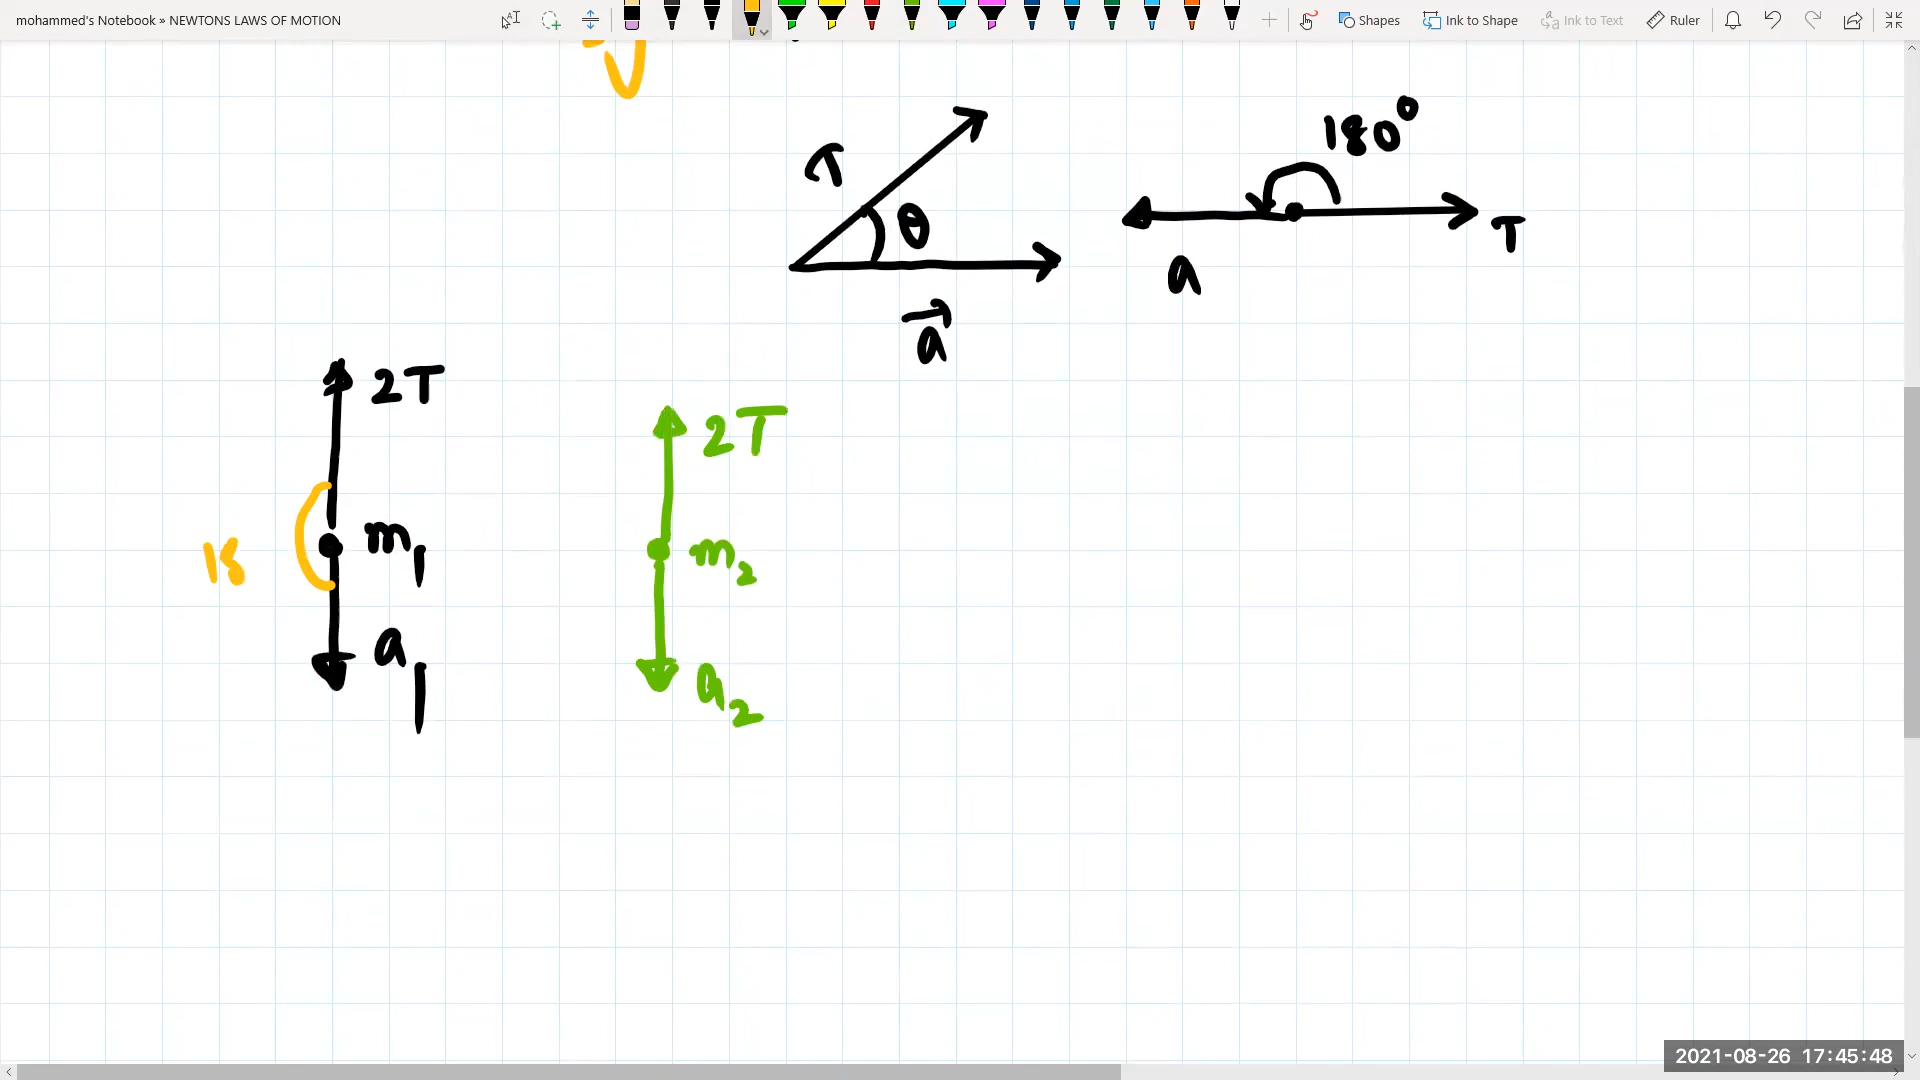 mohammed's Notebook » NEWTONS LAWS OF MOTION
Shapes
Ink to Shape
Ink to Text
Ruler
T
θ
a⃗
180°
a
T
2T
m₁
a₁
18
2T
m₂
a₂
2021-08-26 17:45:48